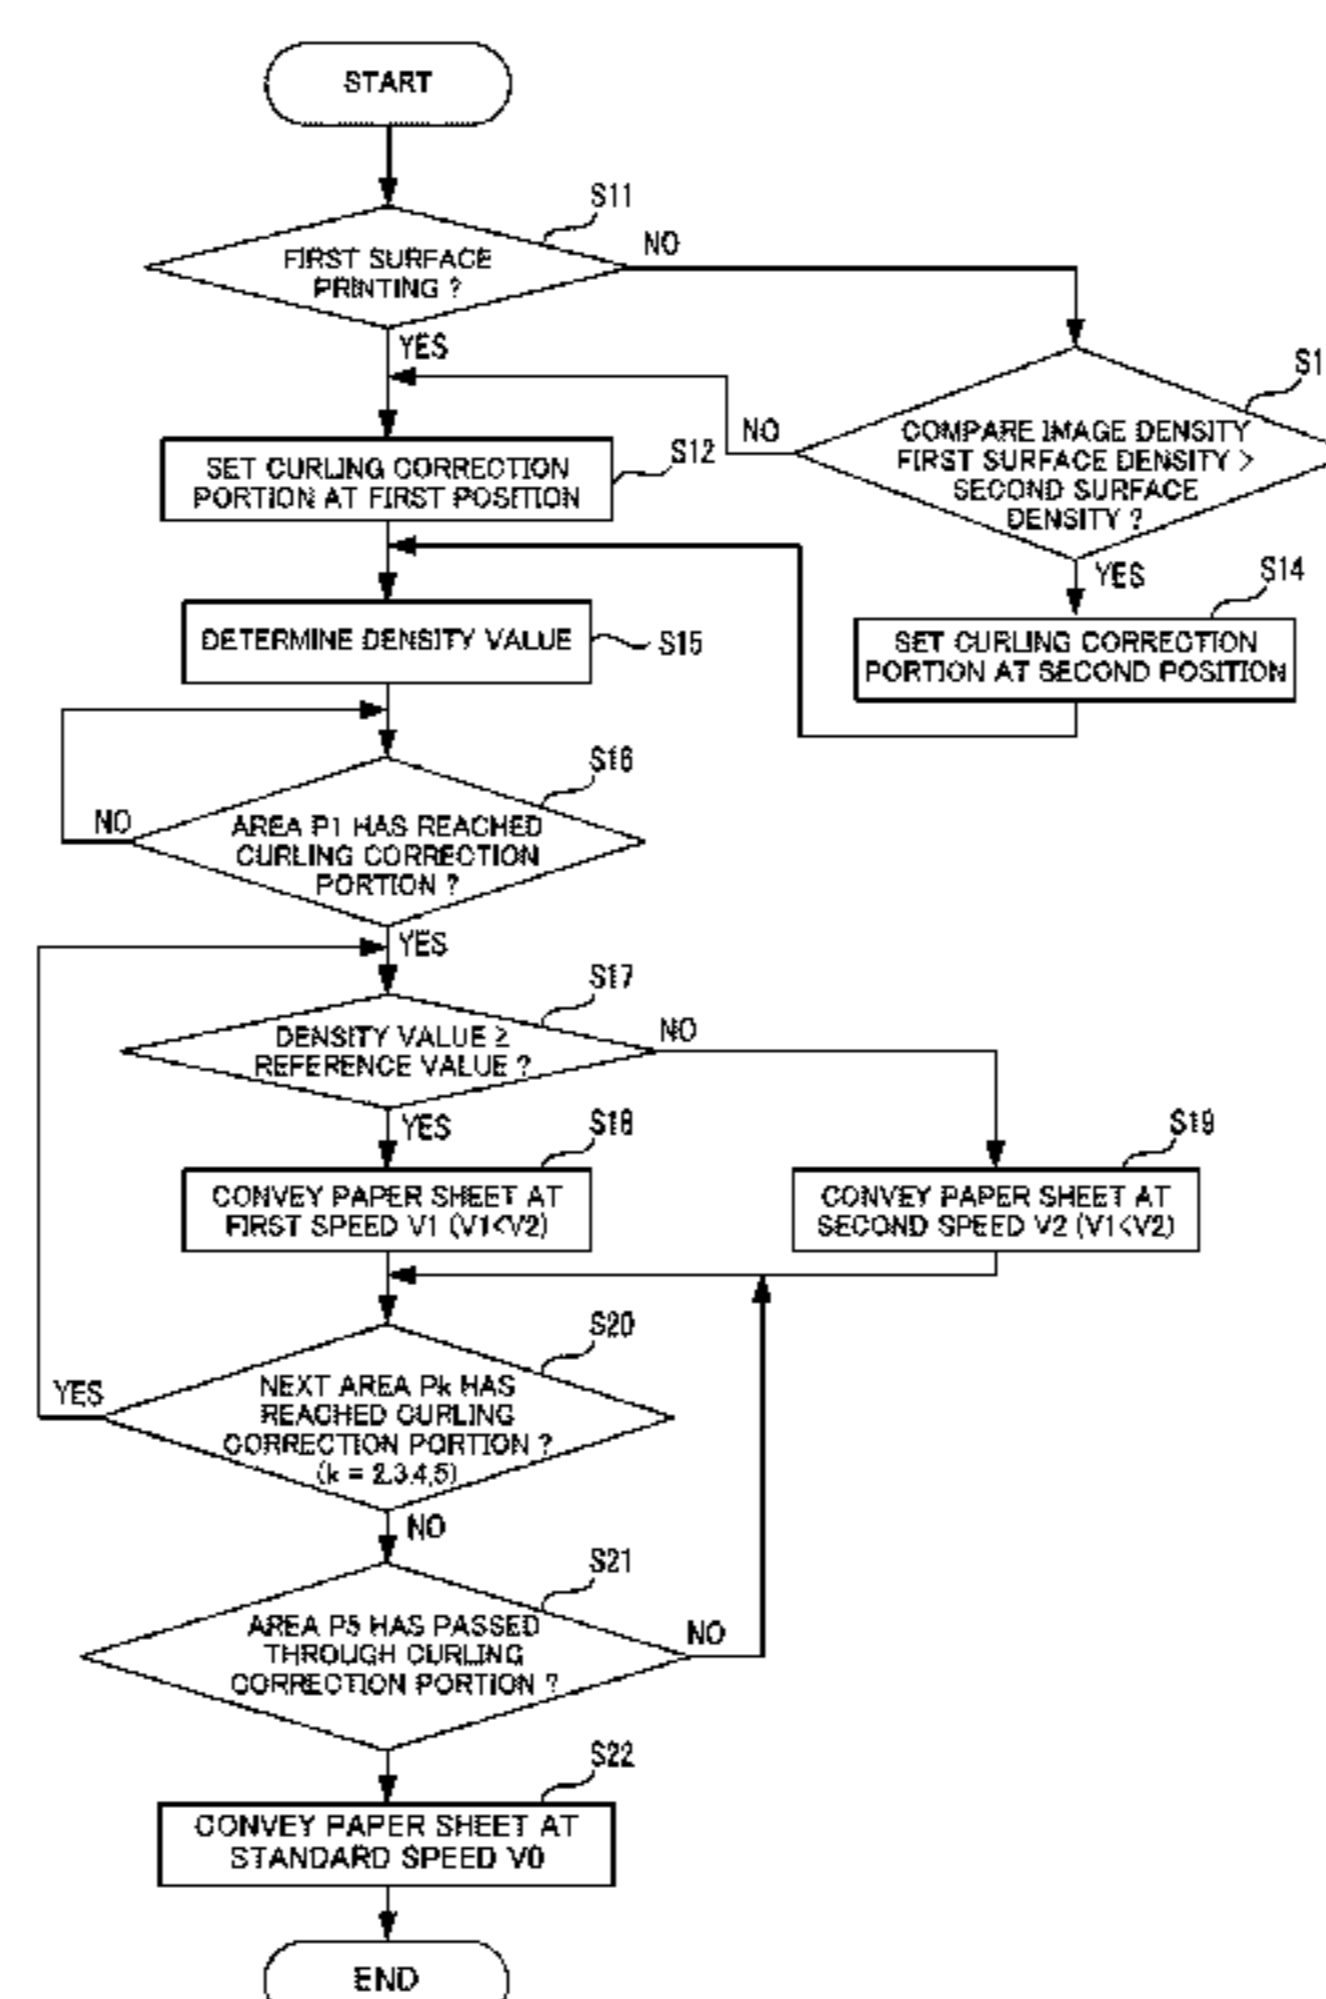 START
S11
FIRST SURFACE
PRINTING ?
NO
YES
S1
COMPARE IMAGE DENSITY
FIRST SURFACE DENSITY >
SECOND SURFACE
DENSITY ?
NO
YES
S12
SET CURLING CORRECTION
PORTION AT FIRST POSITION
S14
SET CURLING CORRECTION
PORTION AT SECOND POSITION
DETERMINE DENSITY VALUE
S15
S16
AREA P1 HAS REACHED
CURLING CORRECTION
PORTION ?
NO
YES
S17
DENSITY VALUE ≥
REFERENCE VALUE ?
NO
YES
S18
CONVEY PAPER SHEET AT
FIRST SPEED V1 (V1<V2)
S19
CONVEY PAPER SHEET AT
SECOND SPEED V2 (V1<V2)
S20
NEXT AREA Pk HAS
REACHED CURLING
CORRECTION PORTION ?
(k = 2,3,4,5)
YES
NO
S21
AREA P5 HAS PASSED
THROUGH CURLING
CORRECTION PORTION ?
NO
S22
CONVEY PAPER SHEET AT
STANDARD SPEED V0
END